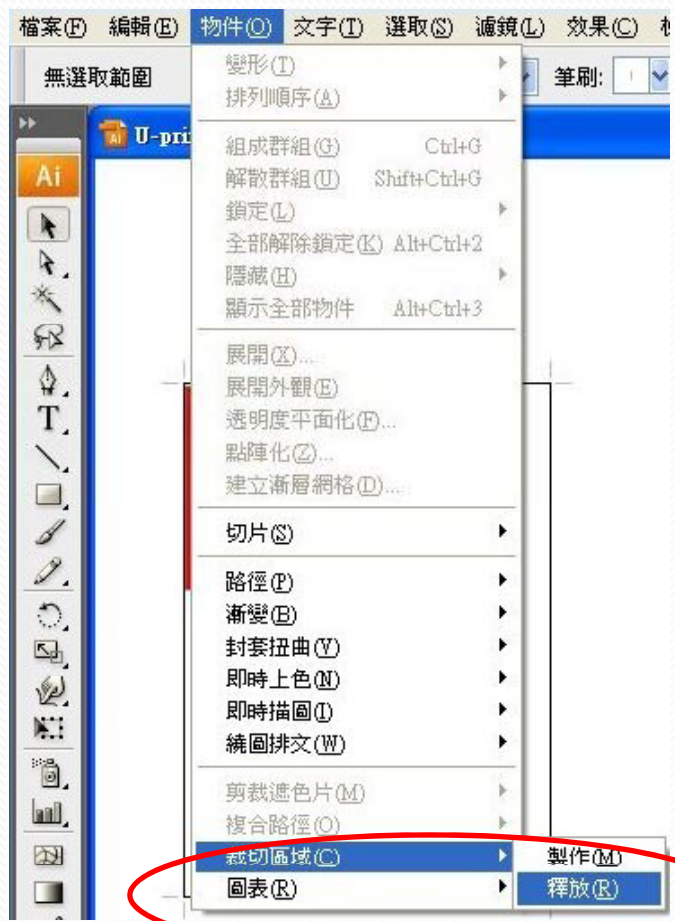 檔案(F) 編輯(E) 物件(O) 文字(T) 選取(S) 濾鏡(L) 效果(C)
無選取範圍
筆刷:
Ai
U-pri
變形(T)
排列順序(A)
組成群組(G) Ctrl+G
解散群組(U) Shift+Ctrl+G
鎖定(L)
全部解除鎖定(K) Alt+Ctrl+2
隱藏(H)
顯示全部物件 Alt+Ctrl+3
展開(X)...
展開外觀(E)
透明度平面化(F)...
點陣化(Z)...
建立漸層網格(D)...
切片(S)
路徑(P)
漸變(B)
封套扭曲(V)
即時上色(N)
即時描圖(I)
繞圖排文(W)
剪裁遮色片(M)
複合路徑(O)
裁切區域(C) 製作(M)
圖表(R) 釋放(R)